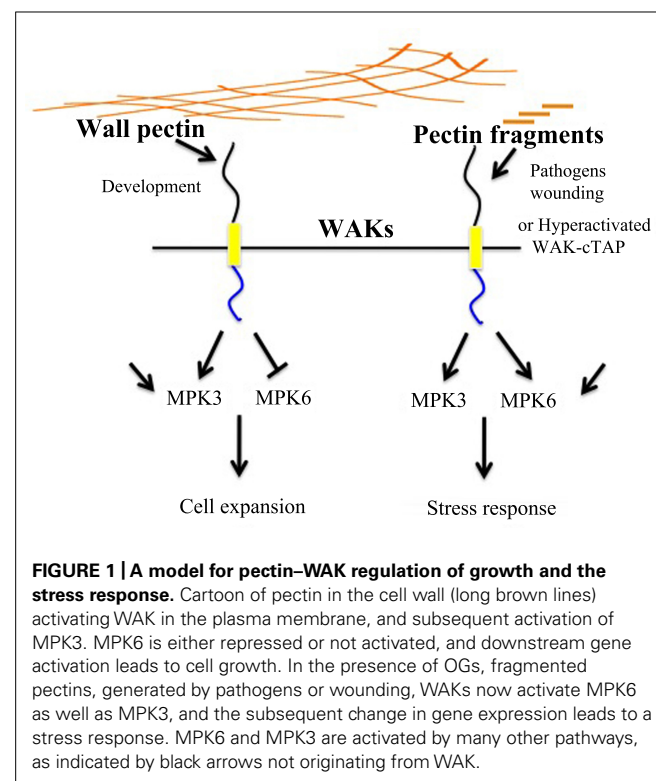 Wall pectin
Pectin fragments
Development
Pathogens
wounding
WAKs
or Hyperactivated
WAK-cTAP
MPK3
MPK6
MPK3
MPK6
Cell expansion
Stress response
FIGURE 1 | A model for pectin–WAK regulation of growth and the
stress response. Cartoon of pectin in the cell wall (long brown lines)
activating WAK in the plasma membrane, and subsequent activation of
MPK3. MPK6 is either repressed or not activated, and downstream gene
activation leads to cell growth. In the presence of OGs, fragmented
pectins, generated by pathogens or wounding, WAKs now activate MPK6
as well as MPK3, and the subsequent change in gene expression leads to a
stress response. MPK6 and MPK3 are activated by many other pathways,
as indicated by black arrows not originating from WAK.